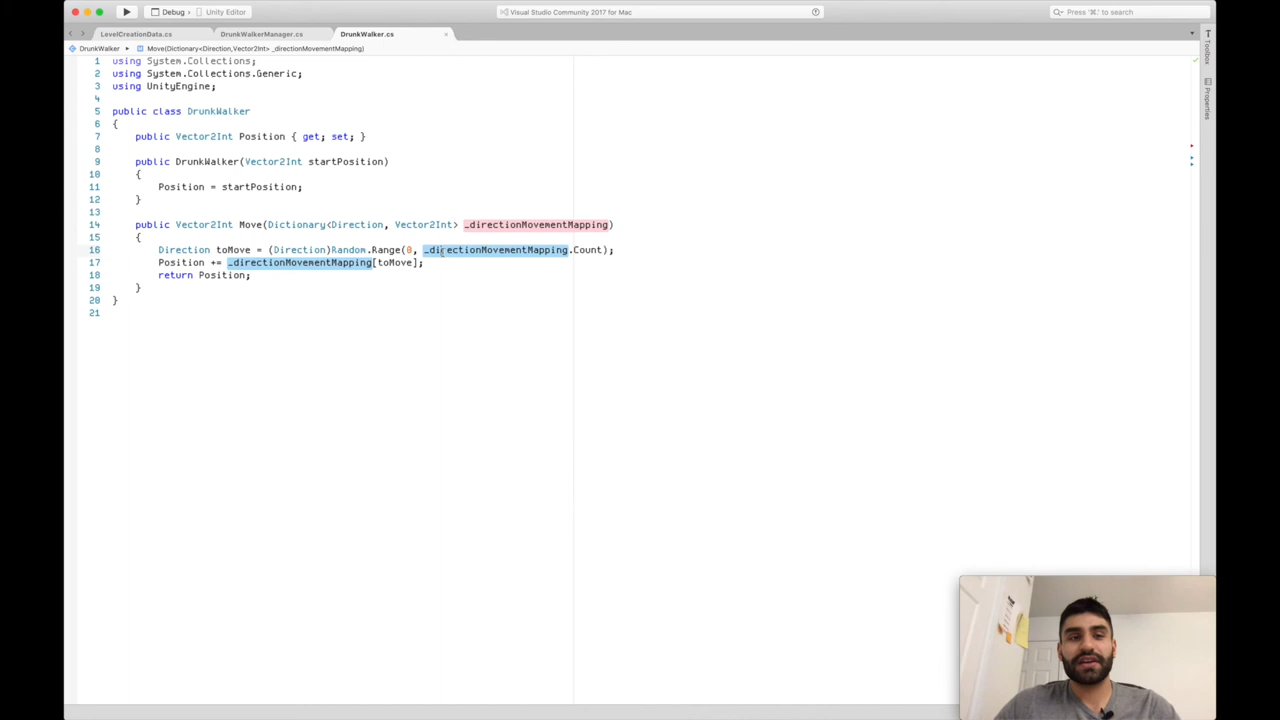 Debug › Unity Editor
Visual Studio Community 2017 for Mac
Press '⌘.' to search
LevelCreationData.cs
DrunkWalkerManager.cs
DrunkWalker.cs
DrunkWalker
Move(Dictionary<Direction,Vector2Int> _directionMovementMapping)
Toolbox
Properties
1 using System.Collections;
2 using System.Collections.Generic;
3 using UnityEngine;
4
5 public class DrunkWalker
6 {
7 public Vector2Int Position { get; set; }
8
9 public DrunkWalker(Vector2Int startPosition)
10 {
11 Position = startPosition;
12 }
13
14 public Vector2Int Move(Dictionary<Direction, Vector2Int> _directionMovementMapping)
15 {
16 Direction toMove = (Direction)Random.Range(0, _directionMovementMapping.Count);
17 Position += _directionMovementMapping[toMove];
18 return Position;
19 }
20 }
21